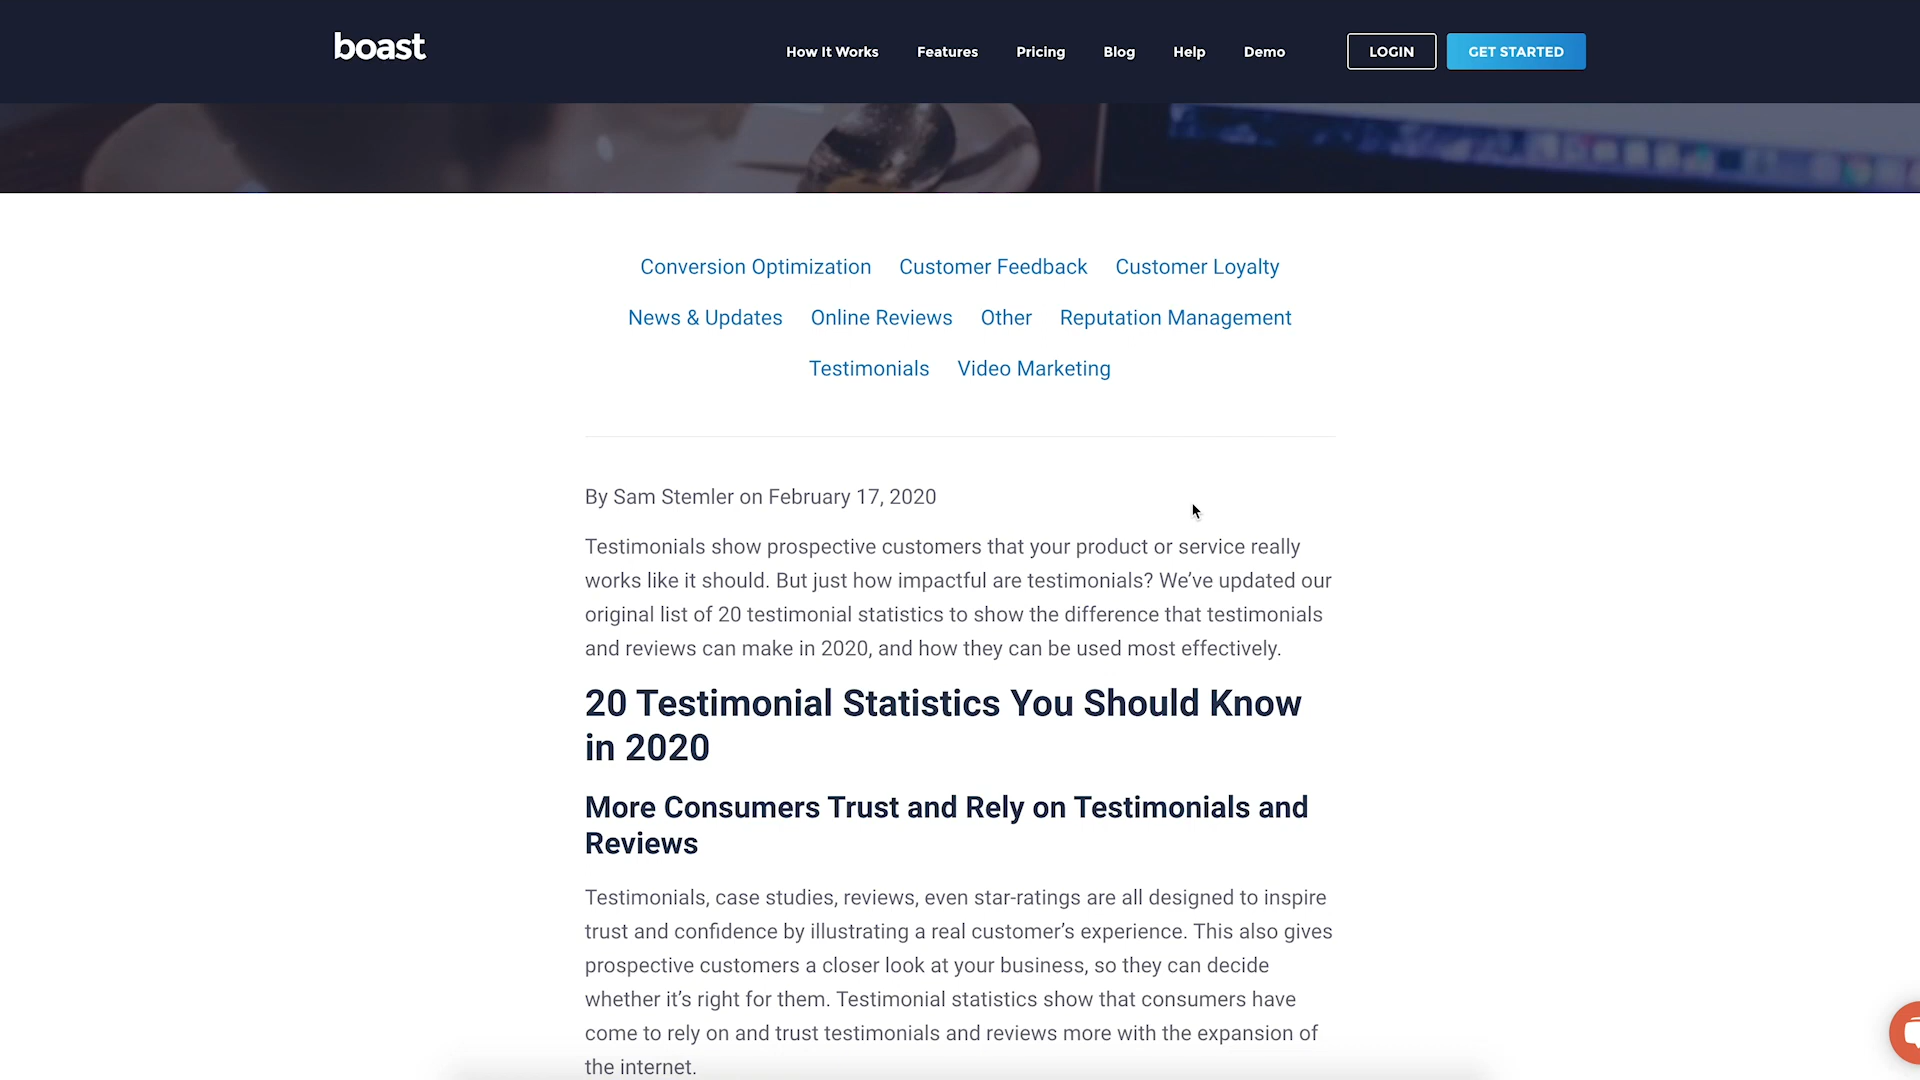 boast
How It Works Features Pricing Blog Help Demo LOGIN GET STARTED
Conversion Optimization Customer Feedback Customer Loyalty
News & Updates Online Reviews Other Reputation Management
Testimonials Video Marketing
By Sam Stemler on February 17, 2020
Testimonials show prospective customers that your product or service really
works like it should. But just how impactful are testimonials? We’ve updated our
original list of 20 testimonial statistics to show the difference that testimonials
and reviews can make in 2020, and how they can be used most effectively.
20 Testimonial Statistics You Should Know
in 2020
More Consumers Trust and Rely on Testimonials and
Reviews
Testimonials, case studies, reviews, even star-ratings are all designed to inspire
trust and confidence by illustrating a real customer’s experience. This also gives
prospective customers a closer look at your business, so they can decide
whether it’s right for them. Testimonial statistics show that consumers have
come to rely on and trust testimonials and reviews more with the expansion of
the internet.